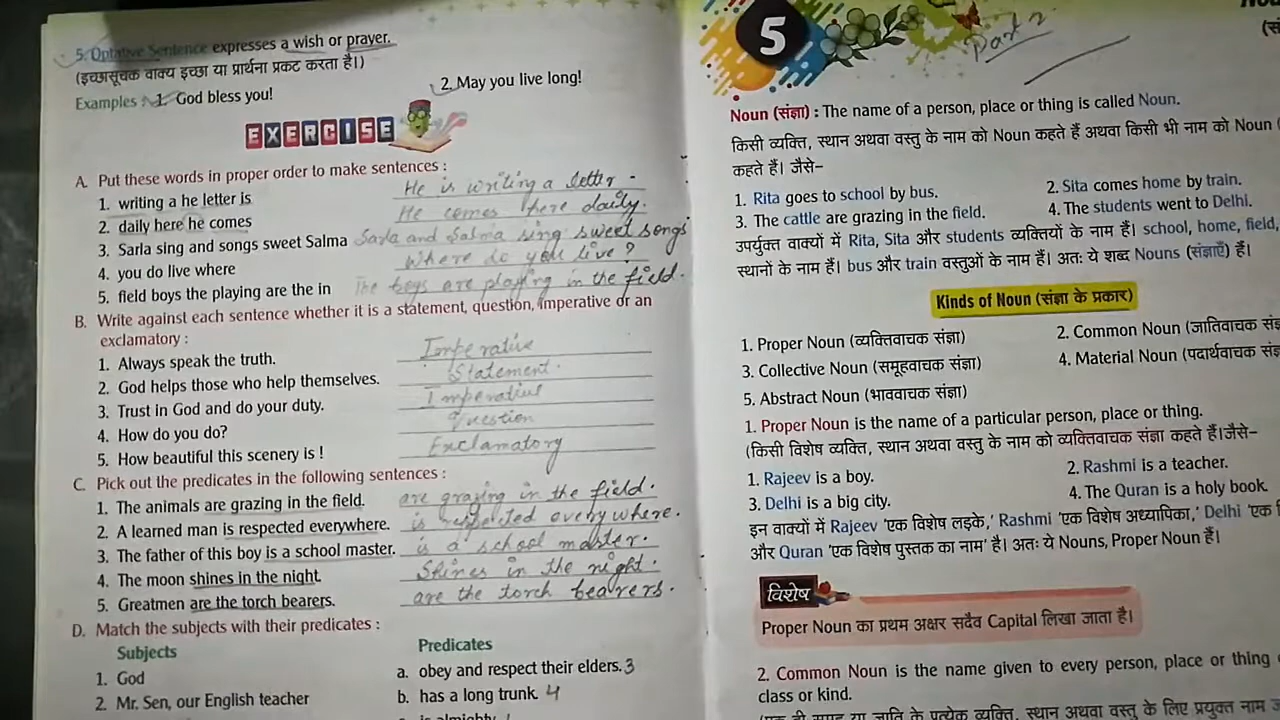 5. Optative Sentence expresses a wish or prayer.
(इच्छासूचक वाक्य इच्छा या प्रार्थना प्रकट करता है।)
Examples : 1. God bless you! 2. May you live long!
EXERCISE
A. Put these words in proper order to make sentences :
1. writing a he letter is He is writing a letter.
2. daily here he comes He comes here daily.
3. Sarla sing and songs sweet Salma Sarla and Salma sing sweet songs
4. you do live where Where do you live?
5. field boys the playing are the in The boys are playing in the field.
B. Write against each sentence whether it is a statement, question, imperative or an
exclamatory :
1. Always speak the truth. Imperative
2. God helps those who help themselves. Statement.
3. Trust in God and do your duty. Imperative
4. How do you do? Question
5. How beautiful this scenery is ! Exclamatory
C. Pick out the predicates in the following sentences :
1. The animals are grazing in the field. are grazing in the field.
2. A learned man is respected everywhere. is respected everywhere.
3. The father of this boy is a school master. is a school master.
4. The moon shines in the night. Shines in the night.
5. Greatmen are the torch bearers. are the torch bearers.
D. Match the subjects with their predicates :
Subjects Predicates
1. God a. obey and respect their elders. 3
2. Mr. Sen, our English teacher b. has a long trunk. 4
is almighty
5
Part 2
Noun (संज्ञा) : The name of a person, place or thing is called Noun.
किसी व्यक्ति, स्थान अथवा वस्तु के नाम को Noun कहते हैं अथवा किसी भी नाम को Noun
कहते हैं। जैसे–
1. Rita goes to school by bus. 2. Sita comes home by train.
3. The cattle are grazing in the field. 4. The students went to Delhi.
उपर्युक्त वाक्यों में Rita, Sita और students व्यक्तियों के नाम हैं। school, home, field,
स्थानों के नाम हैं। bus और train वस्तुओं के नाम हैं। अतः ये शब्द Nouns (संज्ञाएँ) हैं।
Kinds of Noun (संज्ञा के प्रकार)
1. Proper Noun (व्यक्तिवाचक संज्ञा) 2. Common Noun (जातिवाचक
3. Collective Noun (समूहवाचक संज्ञा) 4. Material Noun (पदार्थवाचक
5. Abstract Noun (भाववाचक संज्ञा)
1. Proper Noun is the name of a particular person, place or thing.
(किसी विशेष व्यक्ति, स्थान अथवा वस्तु के नाम को व्यक्तिवाचक संज्ञा कहते हैं।जैसे–
1. Rajeev is a boy. 2. Rashmi is a teacher.
3. Delhi is a big city. 4. The Quran is a holy book.
इन वाक्यों में Rajeev 'एक विशेष लड़के,' Rashmi 'एक विशेष अध्यापिका,' Delhi 'एक
और Quran 'एक विशेष पुस्तक का नाम' है। अतः ये Nouns, Proper Noun हैं।
विशेष
Proper Noun का प्रथम अक्षर सदैव Capital लिखा जाता है।
2. Common Noun is the name given to every person, place or thing
class or kind.